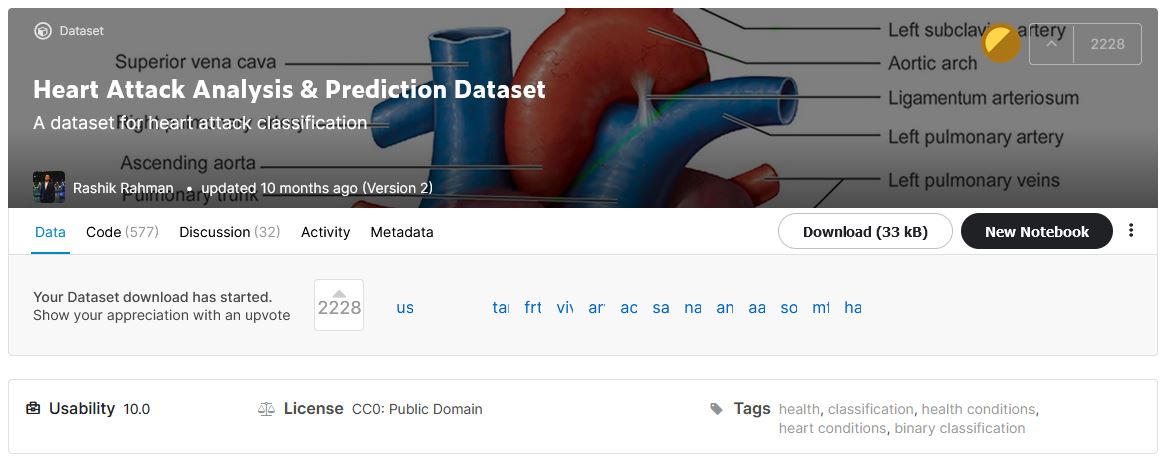 Dataset
2228
Superior vena cava
Left subclavian artery
Aortic arch
Heart Attack Analysis & Prediction Dataset
Ligamentum arteriosum
A dataset for heart attack classification
Left pulmonary artery
Ascending aorta
Left pulmonary veins
Rashik Rahman • updated 10 months ago (Version 2)
Pulmonary trunk
Data Code (577) Discussion (32) Activity Metadata Download (33 kB) New Notebook
Your Dataset download has started.
Show your appreciation with an upvote
2228
us
frt
ac
sa
na
an
aa
so
ha
Usability 10.0
License CC0: Public Domain
Tags health, classification, health conditions,
heart conditions, binary classification